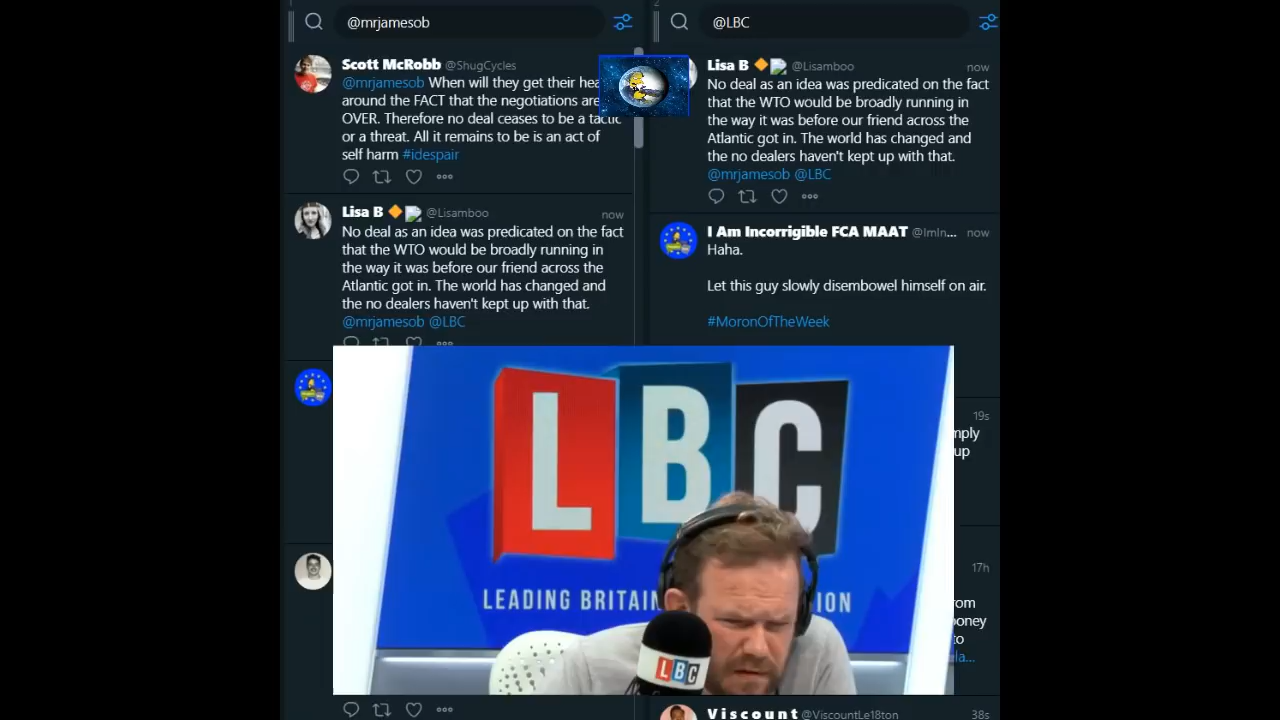 1
@mrjamesob
Scott McRobb @ShugCycles
@mrjamesob When will they get their hea
around the FACT that the negotiations are
OVER. Therefore no deal ceases to be a tactic
or a threat. All it remains to be is an act of
self harm #idespair
Lisa B @Lisamboo now
No deal as an idea was predicated on the fact
that the WTO would be broadly running in
the way it was before our friend across the
Atlantic got in. The world has changed and
the no dealers haven't kept up with that.
@mrjamesob @LBC
2
@LBC
Lisa B @Lisamboo now
No deal as an idea was predicated on the fact
that the WTO would be broadly running in
the way it was before our friend across the
Atlantic got in. The world has changed and
the no dealers haven't kept up with that.
@mrjamesob @LBC
I Am Incorrigible FCA MAAT @ImIn... now
Haha.
Let this guy slowly disembowel himself on air.
#MoronOfTheWeek
19s
mply
up
17h
rom
ooney
to
la...
Viscount @ViscountLe18ton 38s
LBC
LEADING BRITAIN ION
LBC